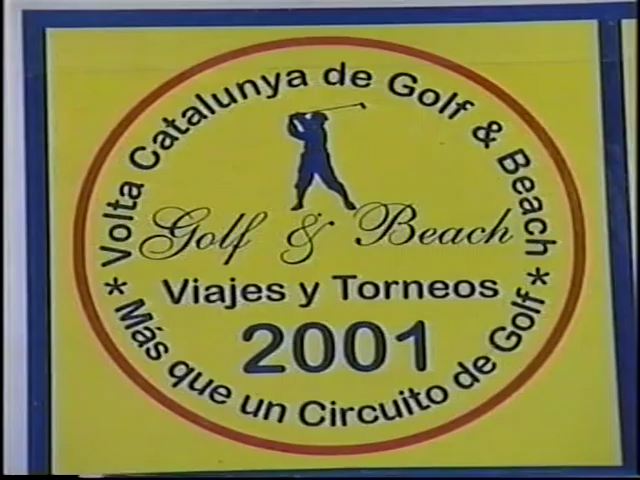 Volta Catalunya de Golf & Beach
Golf & Beach
Viajes y Torneos
2001
* Más que un Circuito de Golf *